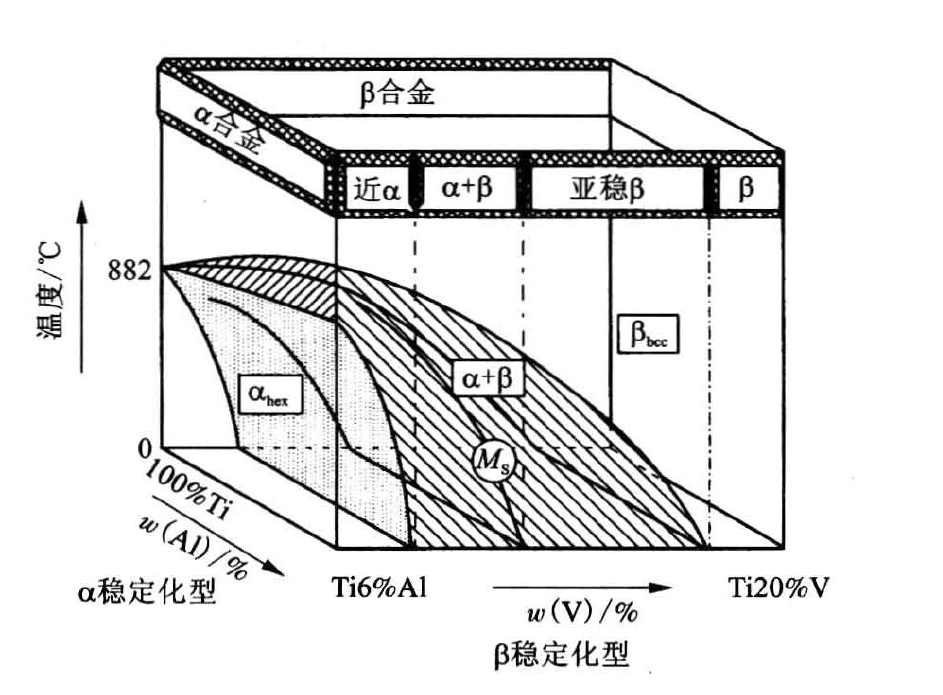 β合金
α合金
近α
α+β
亚稳β
β
温度/℃
882
β_bcc
α+β
α_hex
M_s
0
100%Ti
w(Al)/%
α稳定化型
Ti6%Al
w(V)/%
Ti20%V
β稳定化型